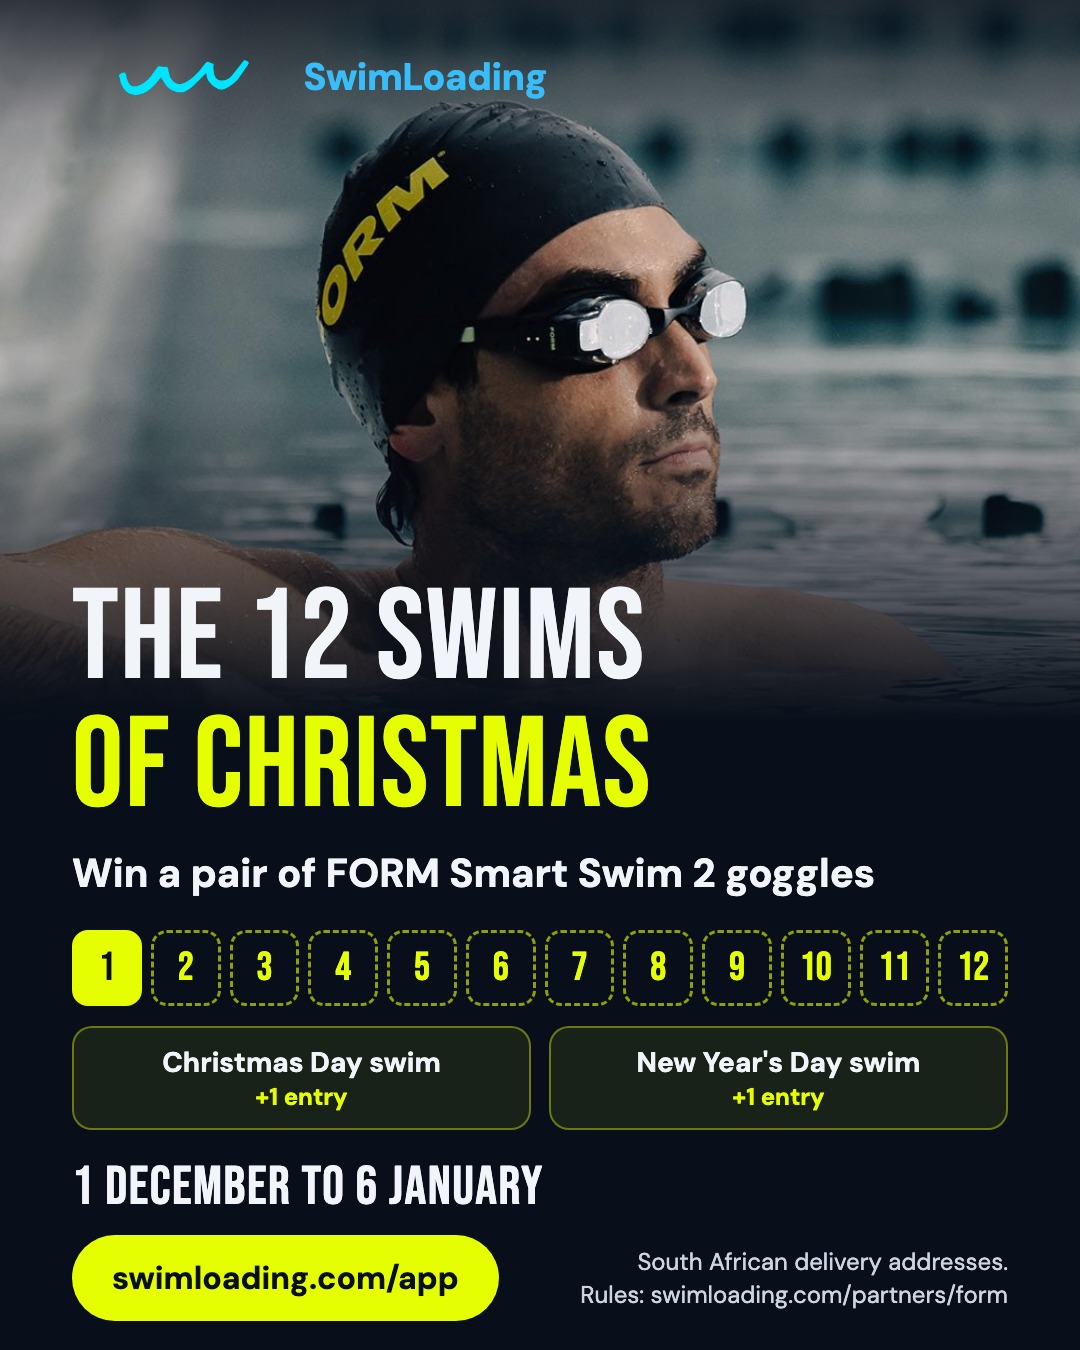 SwimLoading
ORM
FORM
THE 12 SWIMS
OF CHRISTMAS
Win a pair of FORM Smart Swim 2 goggles
1 2 3 4 5 6 7 8 9 10 11 12
Christmas Day swim
+1 entry
New Year's Day swim
+1 entry
1 DECEMBER TO 6 JANUARY
swimloading.com/app
South African delivery addresses.
Rules: swimloading.com/partners/form